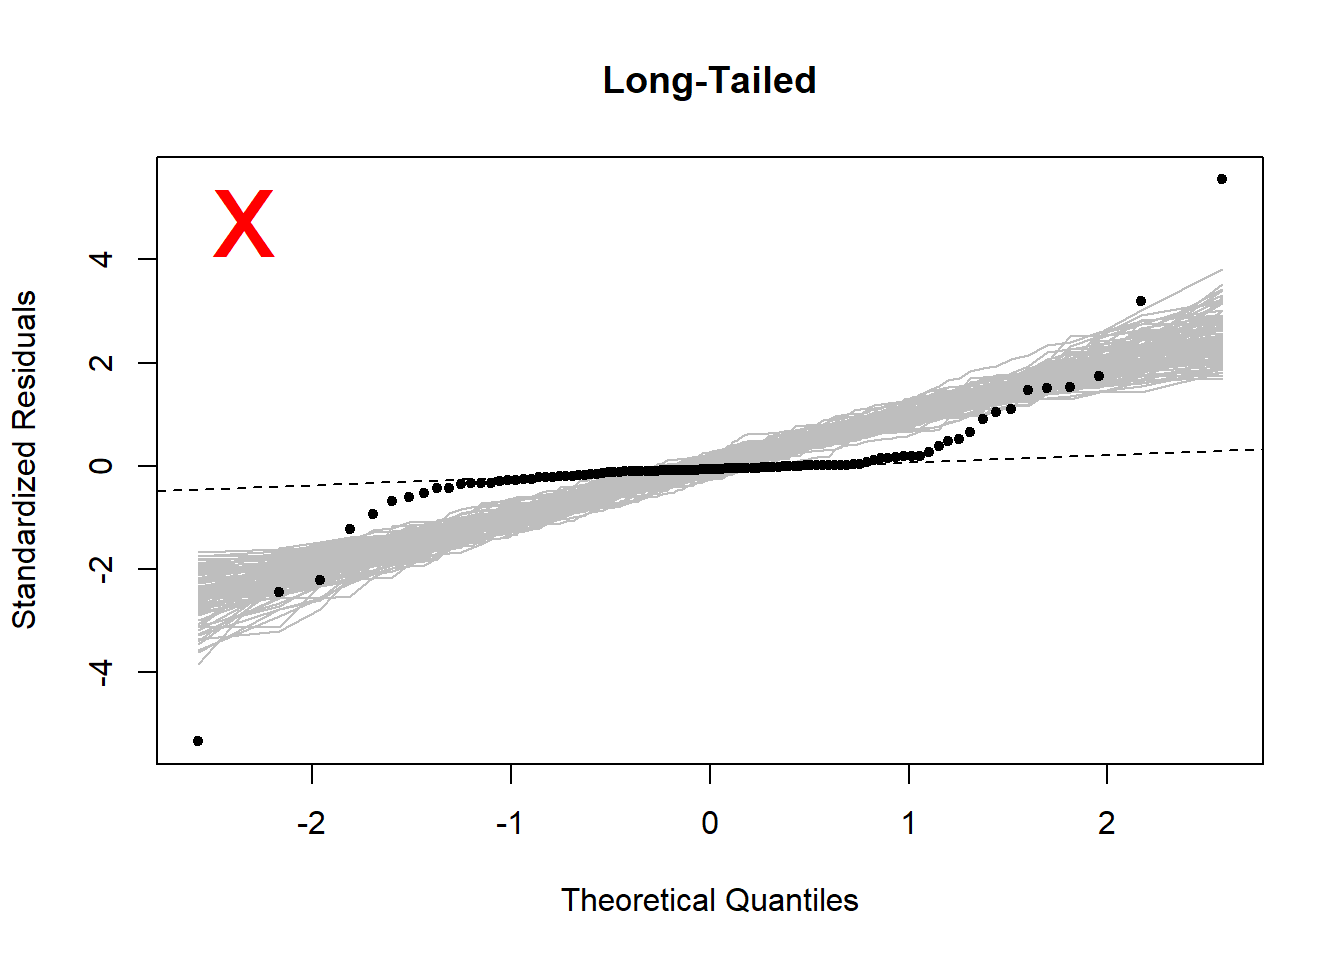 Long-Tailed
X
Standardized Residuals
4
2
0
-2
-4
-2 -1 0 1 2
Theoretical Quantiles